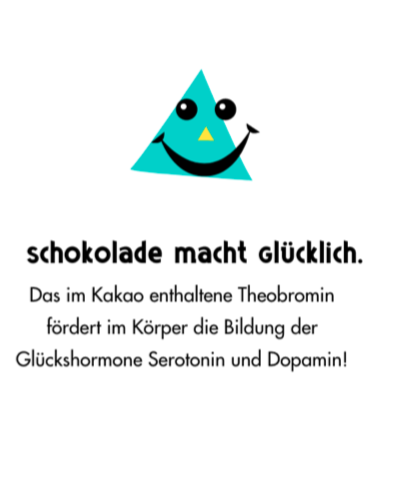 schokolade macht glücklich.
Das im Kakao enthaltene Theobromin
fördert im Körper die Bildung der
Glückshormone Serotonin und Dopamin!